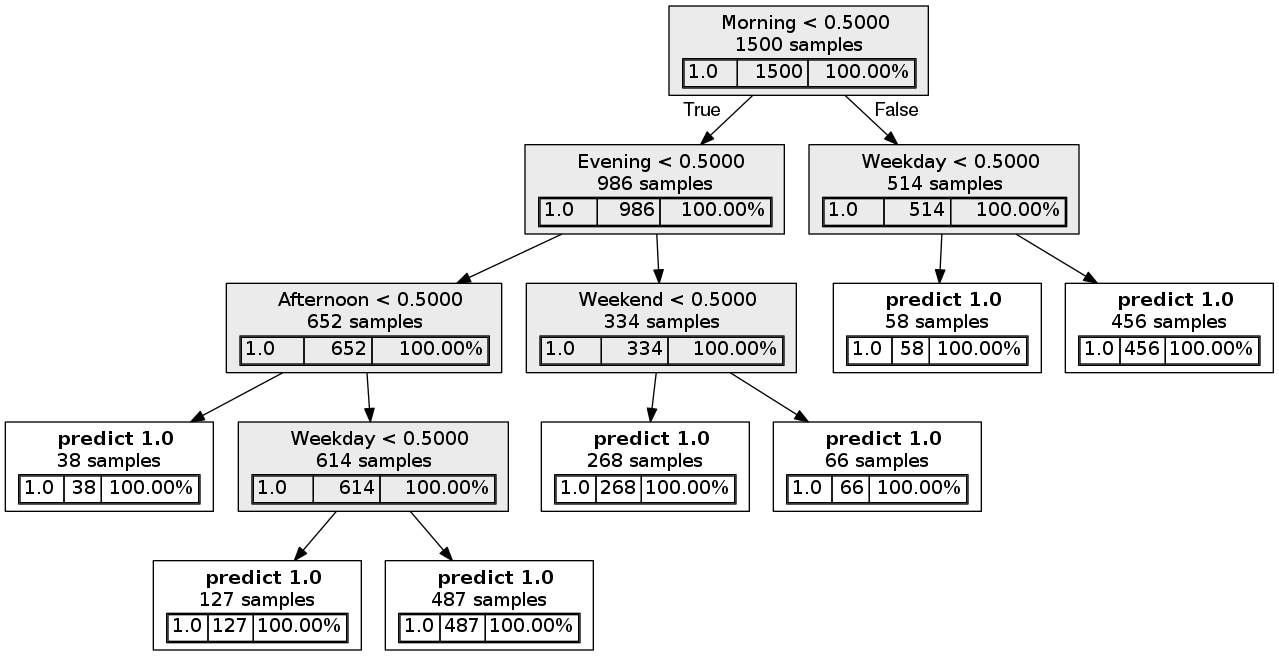 Morning < 0.5000
1500 samples
1.0 1500 100.00%
True False
Evening < 0.5000
986 samples
1.0 986 100.00%
Weekday < 0.5000
514 samples
1.0 514 100.00%
Afternoon < 0.5000
652 samples
1.0 652 100.00%
Weekend < 0.5000
334 samples
1.0 334 100.00%
predict 1.0
58 samples
1.0 58 100.00%
predict 1.0
456 samples
1.0 456 100.00%
predict 1.0
38 samples
1.0 38 100.00%
Weekday < 0.5000
614 samples
1.0 614 100.00%
predict 1.0
268 samples
1.0 268 100.00%
predict 1.0
66 samples
1.0 66 100.00%
predict 1.0
127 samples
1.0 127 100.00%
predict 1.0
487 samples
1.0 487 100.00%